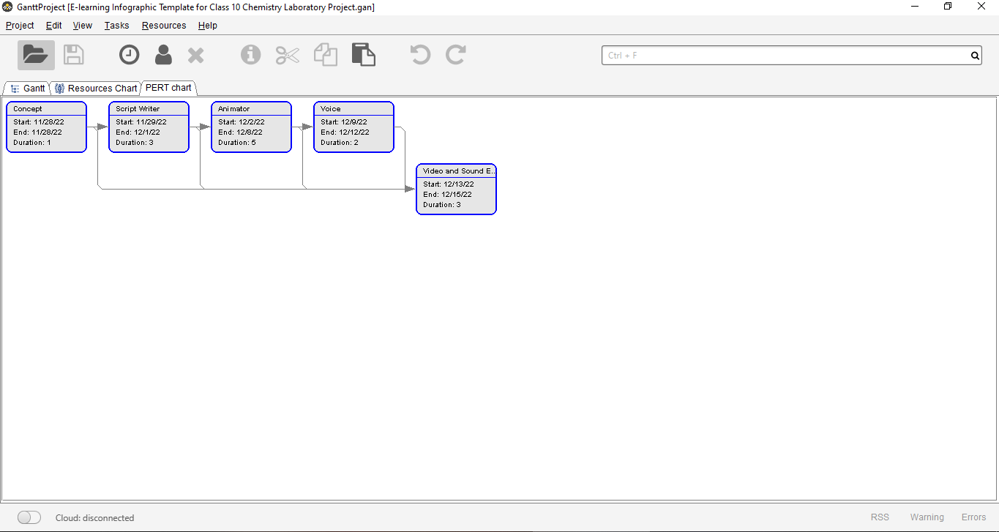 GanttProject [E-learning Infographic Template for Class 10 Chemistry Laboratory Project.gan]
Project Edit View Tasks Resources Help
Ctrl + F
Gantt Resources Chart PERT chart
Concept
Start: 11/28/22
End: 11/28/22
Duration: 1
Script Writer
Start: 11/29/22
End: 12/1/22
Duration: 3
Animator
Start: 12/2/22
End: 12/8/22
Duration: 5
Voice
Start: 12/9/22
End: 12/12/22
Duration: 2
Video and Sound E..
Start: 12/13/22
End: 12/15/22
Duration: 3
Cloud: disconnected
RSS Warning Errors